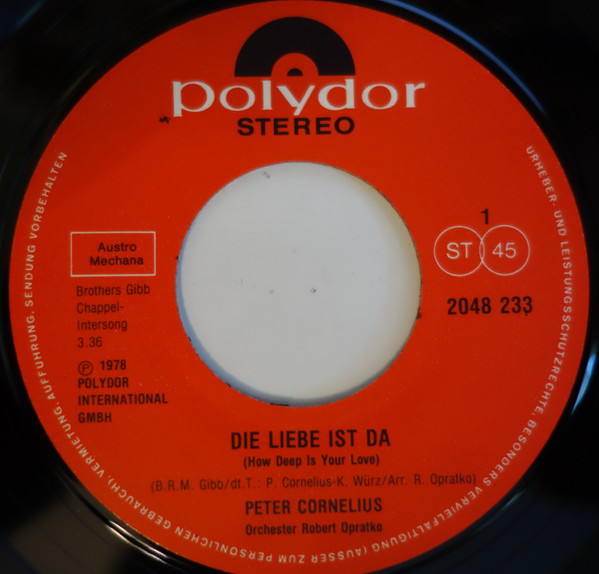 polydor
STEREO
Austro
Mechana
Brothers Gibb
Chappel-
Intersong
3.36
Ⓟ 1978
POLYDOR
INTERNATIONAL
GMBH
1
ST 45
2048 233
DIE LIEBE IST DA
(How Deep Is Your Love)
(B.R.M. Gibb/dt.T.: P. Cornelius-K. Würz/Arr. R. Opratko)
PETER CORNELIUS
Orchester Robert Opratko
URHEBER- UND LEISTUNGSSCHUTZRECHTE, BESONDERS VERVIELFÄLTIGUNG (AUSSER ZUM PERSÖNLICHEN GEBRAUCH), VERMIETUNG, AUFFÜHRUNG, SENDUNG VORBEHALTEN